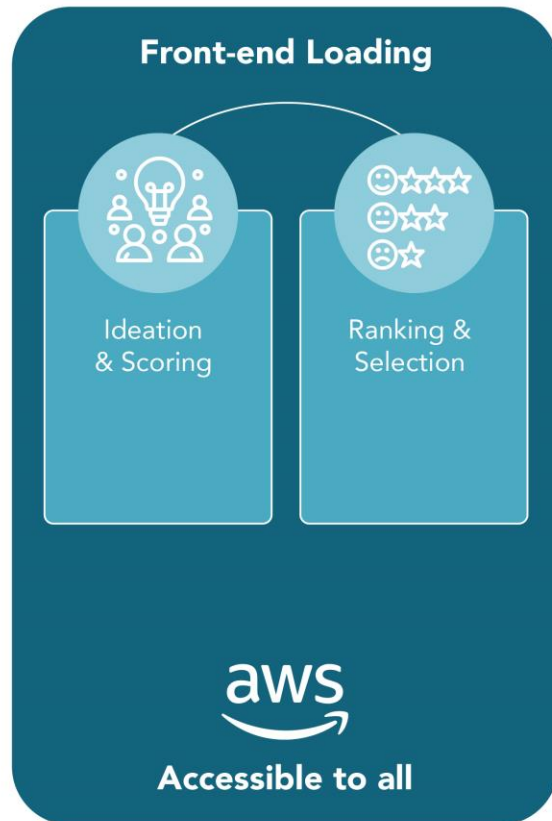 Front-end Loading
Ideation
& Scoring
Ranking &
Selection
aws
Accessible to all